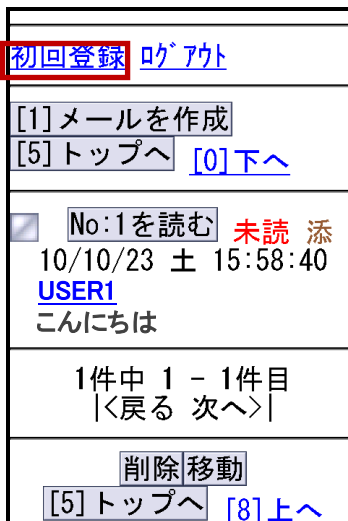 初回登録 ﾛｸﾞｱｳﾄ
[1]メールを作成
[5]トップへ [0]下へ
No:1を読む 未読 添
10/10/23 土 15:58:40
USER1
こんにちは
1件中 1 - 1件目
|<戻る 次へ>|
削除 移動
[5]トップへ [8]上へ